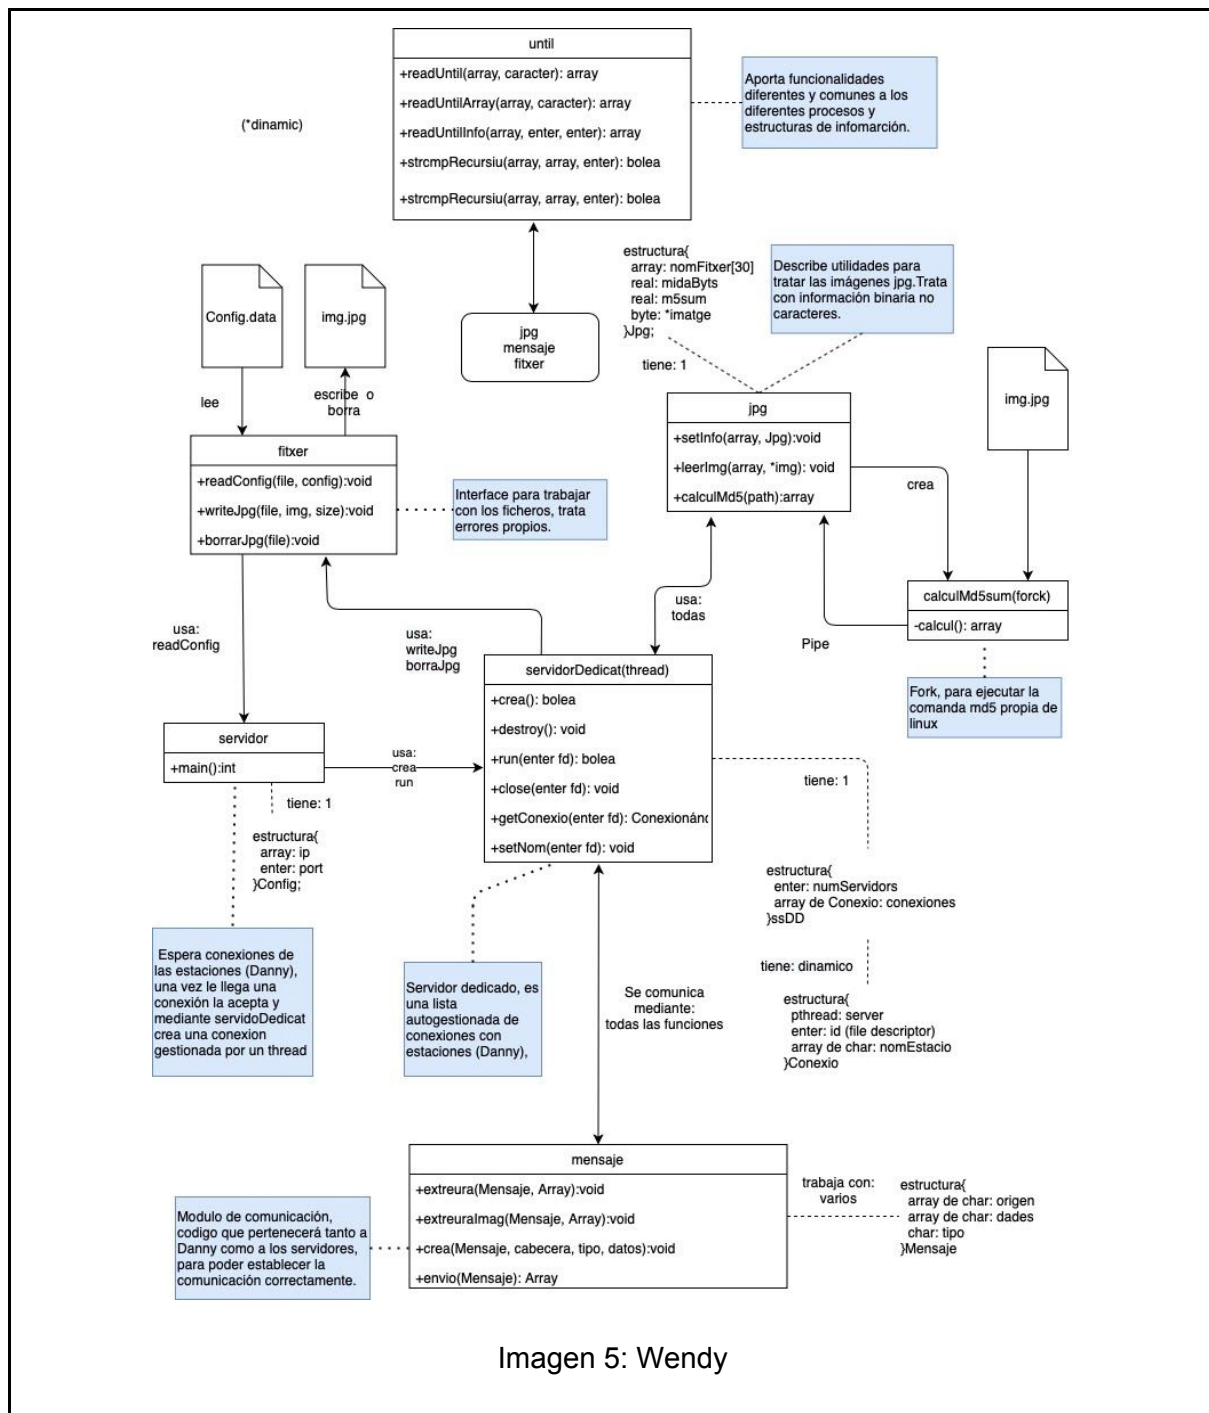 until
+readUntil(array, caracter): array
+readUntilArray(array, caracter): array
+readUntilInfo(array, enter, enter): array
+strcmpRecursiu(array, array, enter): bolea
+strcmpRecursiu(array, array, enter): bolea
Aporta funcionalidades
diferentes y comunes a los
diferentes procesos y
estructuras de infomarción.
(*dinamic)
jpg
mensaje
fitxer
estructura{
array: nomFitxer[30]
real: midaByts
real: m5sum
byte: *imatge
}Jpg;
tiene: 1
Describe utilidades para
tratar las imágenes jpg.Trata
con información binaria no
caracteres.
Config.data
img.jpg
lee
escribe o
borra
img.jpg
fitxer
+readConfig(file, config):void
+writeJpg(file, img, size):void
+borrarJpg(file):void
Interface para trabajar
con los ficheros, trata
errores propios.
jpg
+setInfo(array, Jpg):void
+leerImg(array, *img): void
+calculMd5(path):array
crea
calculMd5sum(forck)
-calcul(): array
Pipe
Fork, para ejecutar la
comanda md5 propia de
linux
usa:
readConfig
usa:
writeJpg
borraJpg
usa:
todas
servidorDedicat(thread)
+crea(): bolea
+destroy(): void
+run(enter fd): bolea
+close(enter fd): void
+getConexio(enter fd): Conexionánc
+setNom(enter fd): void
servidor
+main():int
usa:
crea
run
tiene: 1
estructura{
array: ip
enter: port
}Config;
tiene: 1
estructura{
enter: numServidors
array de Conexio: conexiones
}ssDD
tiene: dinamico
estructura{
pthread: server
enter: id (file descriptor)
array de char: nomEstacio
}Conexio
Espera conexiones de
las estaciones (Danny),
una vez le llega una
conexión la acepta y
mediante servidoDedicat
crea una conexion
gestionada por un thread
Servidor dedicado, es
una lista
autogestionada de
conexiones con
estaciones (Danny),
Se comunica
mediante:
todas las funciones
mensaje
+extreura(Mensaje, Array):void
+extreuraImag(Mensaje, Array):void
+crea(Mensaje, cabecera, tipo, datos):void
+envio(Mensaje): Array
Modulo de comunicación,
codigo que pertenecerá tanto a
Danny como a los servidores,
para poder establecer la
comunicación correctamente.
trabaja con:
varios
estructura{
array de char: origen
array de char: dades
char: tipo
}Mensaje
Imagen 5: Wendy